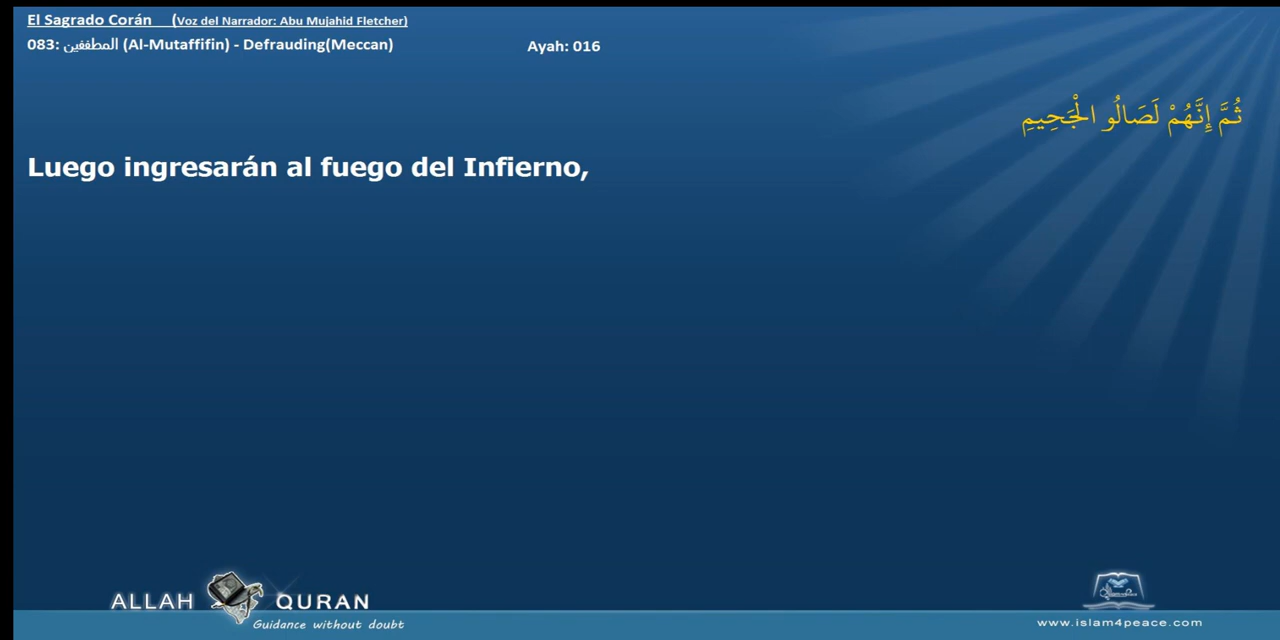 El Sagrado Corán (Voz del Narrador: Abu Mujahid Fletcher)
083: المطففين (Al-Mutaffifin) - Defrauding(Meccan) Ayah: 016
ثُمَّ إِنَّهُمْ لَصَالُو الْجَحِيمِ
Luego ingresarán al fuego del Infierno,
ALLAH QURAN
Guidance without doubt
www.islam4peace.com